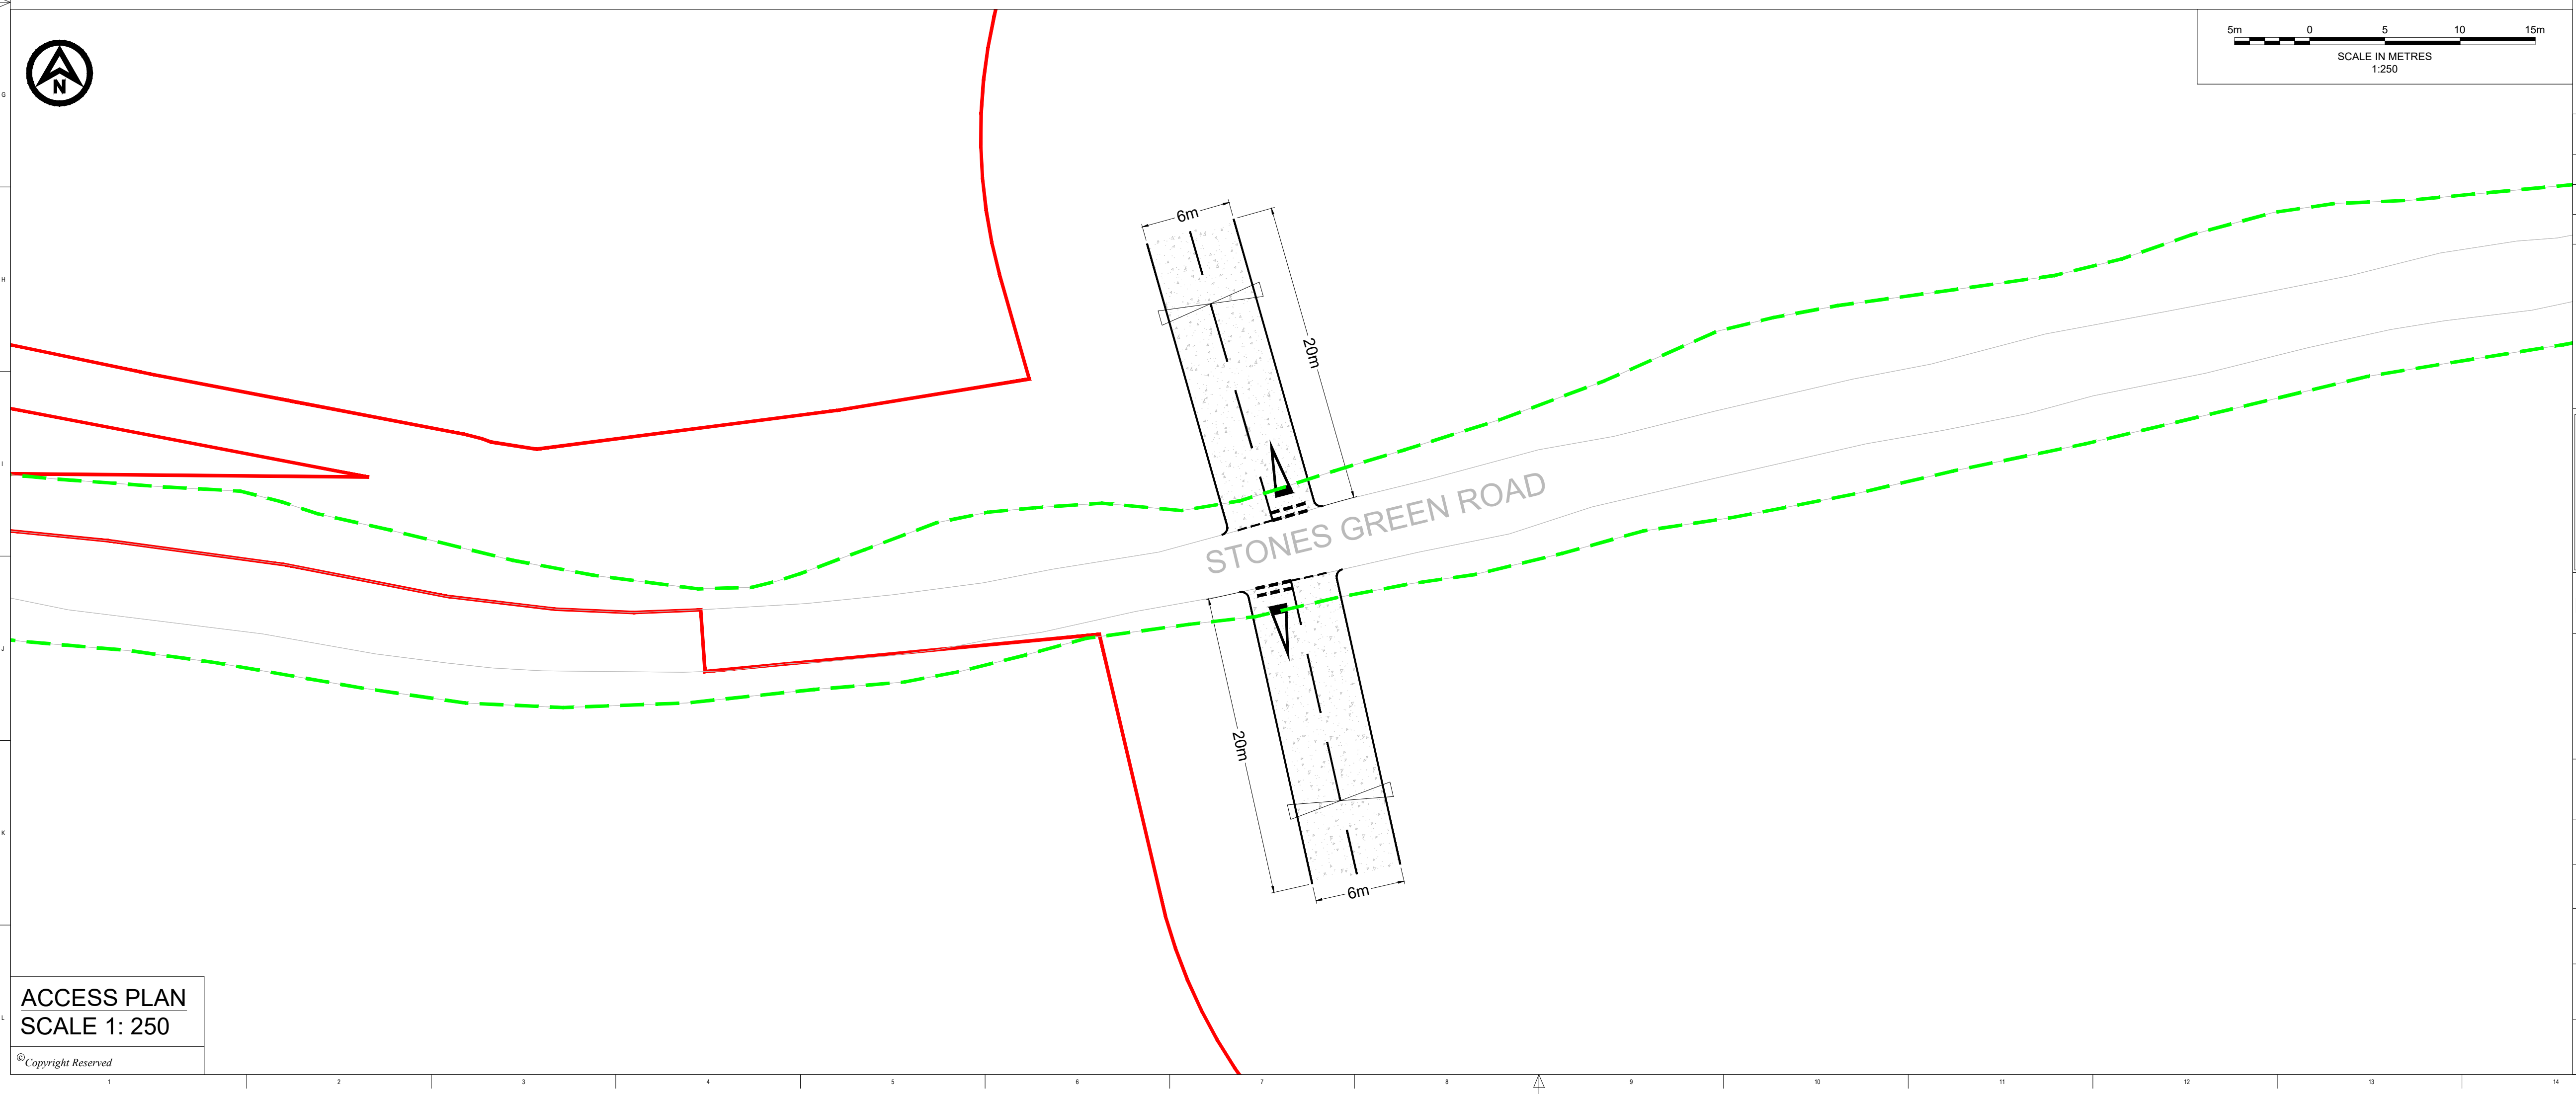 5m 0 5 10 15m
SCALE IN METRES
1:250
N
G
H
I
J
K
L
6m
20m
STONES GREEN ROAD
20m
6m
ACCESS PLAN
SCALE 1: 250
©Copyright Reserved
1 2 3 4 5 6 7 8 9 10 11 12 13 14